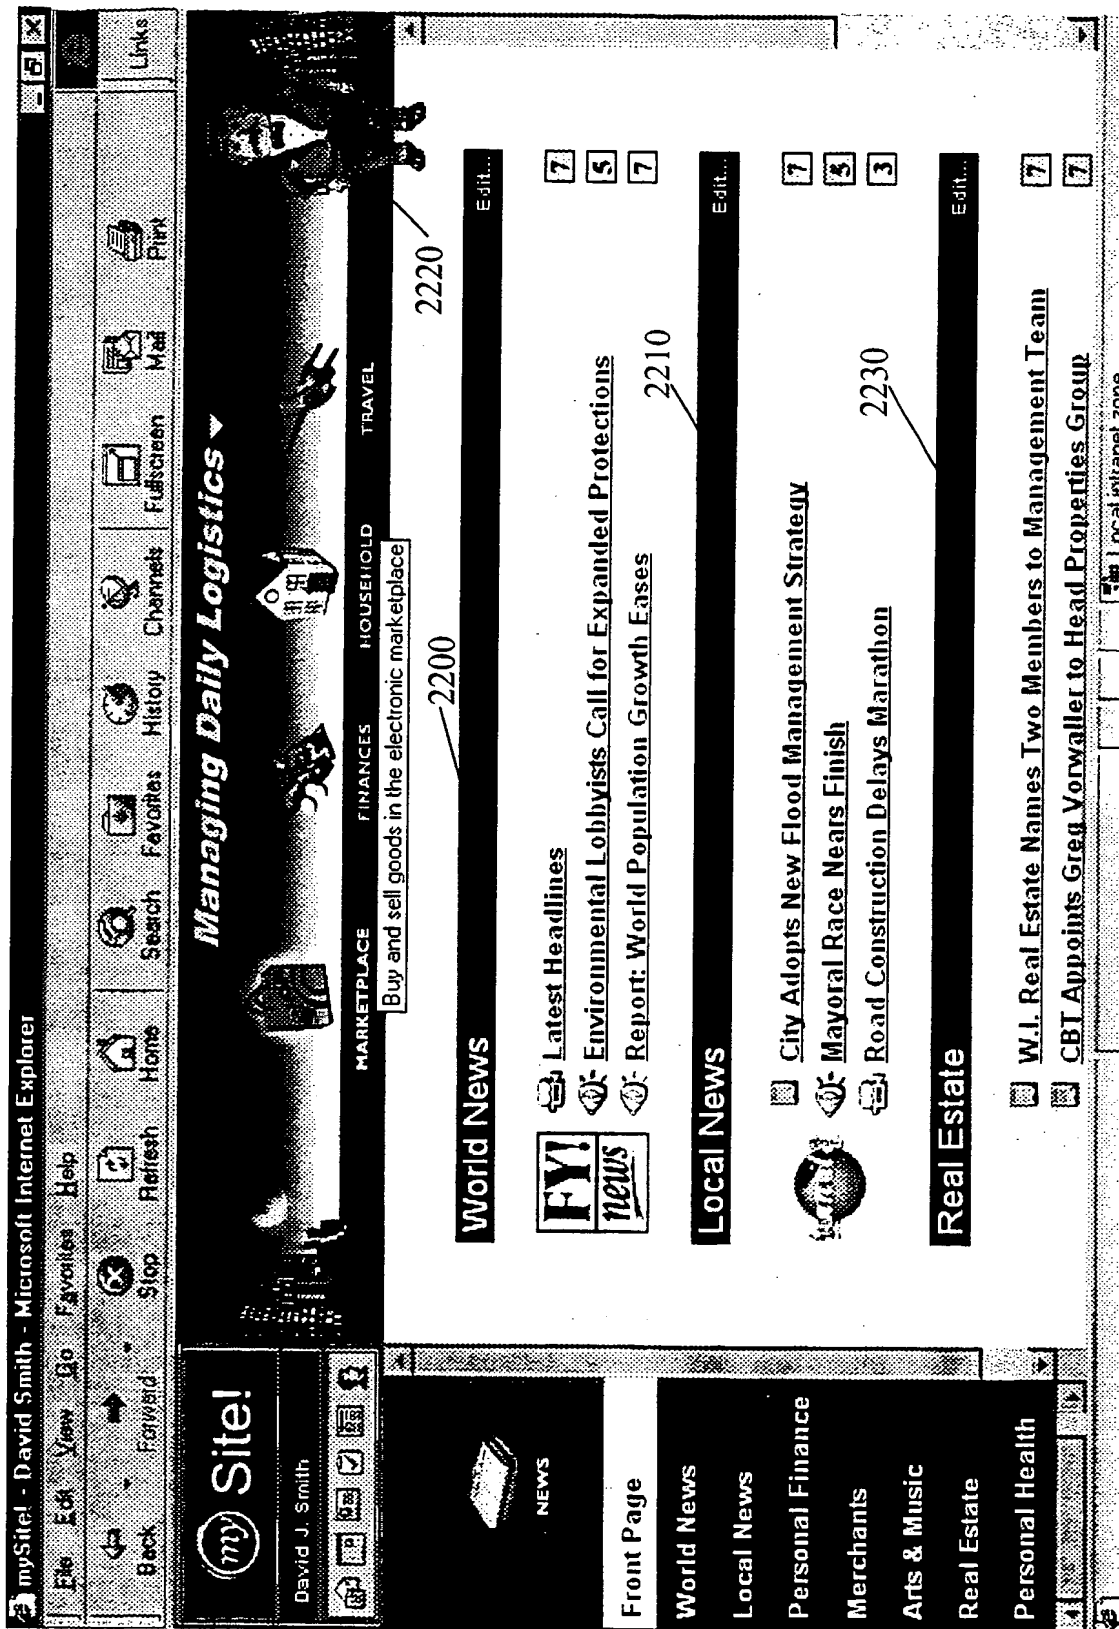 mySite! - David Smith - Microsoft Internet Explorer
File Edit View Go Favorites Help
Back Forward Stop Refresh Home Search Favorites History Channels Fullscreen Mail Print Links
my Site!
David J. Smith
Managing Daily Logistics
MARKETPLACE FINANCES HOUSEHOLD TRAVEL
Buy and sell goods in the electronic marketplace
2200
2220
NEWS
Front Page
World News
Local News
Personal Finance
Merchants
Arts & Music
Real Estate
Personal Health
World News Edit...
FY!
news
Latest Headlines 7
Environmental Lobbyists Call for Expanded Protections 5
Report: World Population Growth Eases 7
2210
Local News Edit...
City Adopts New Flood Management Strategy 7
Mayoral Race Nears Finish 5
Road Construction Delays Marathon 3
2230
Real Estate Edit...
W.I. Real Estate Names Two Members to Management Team 7
CBT Appoints Greg Vorwaller to Head Properties Group 7
Local intranet zone